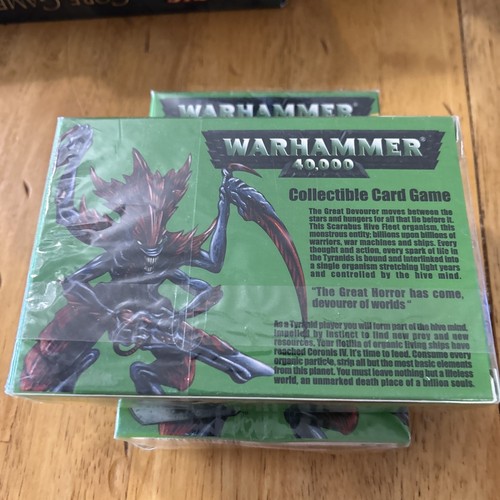 CORE GAME
WARHAMMER
WARHAMMER
40,000
Collectible Card Game
The Great Devourer moves between the
stars and hungers for all that lie before it.
This Scarabus Hive Fleet organism, this
monstrous entity; billions upon billions of
warriors, war machines and ships. Every
thought and action, every spark of life in
the Tyranids is bound and interlinked into
a single organism stretching light years
and controlled by the hive mind.
"The Great Horror has come,
devourer of worlds"
As a Tyranid player you will form part of the hive mind,
impelled by instinct to find new prey and new
resources. Your flotilla of organic living ships have
reached Coronis IV. It's time to feed. Consume every
organic particle, strip all but the most basic elements
from this planet. You must leave nothing but a lifeless
world, an unmarked death place of a billion souls.